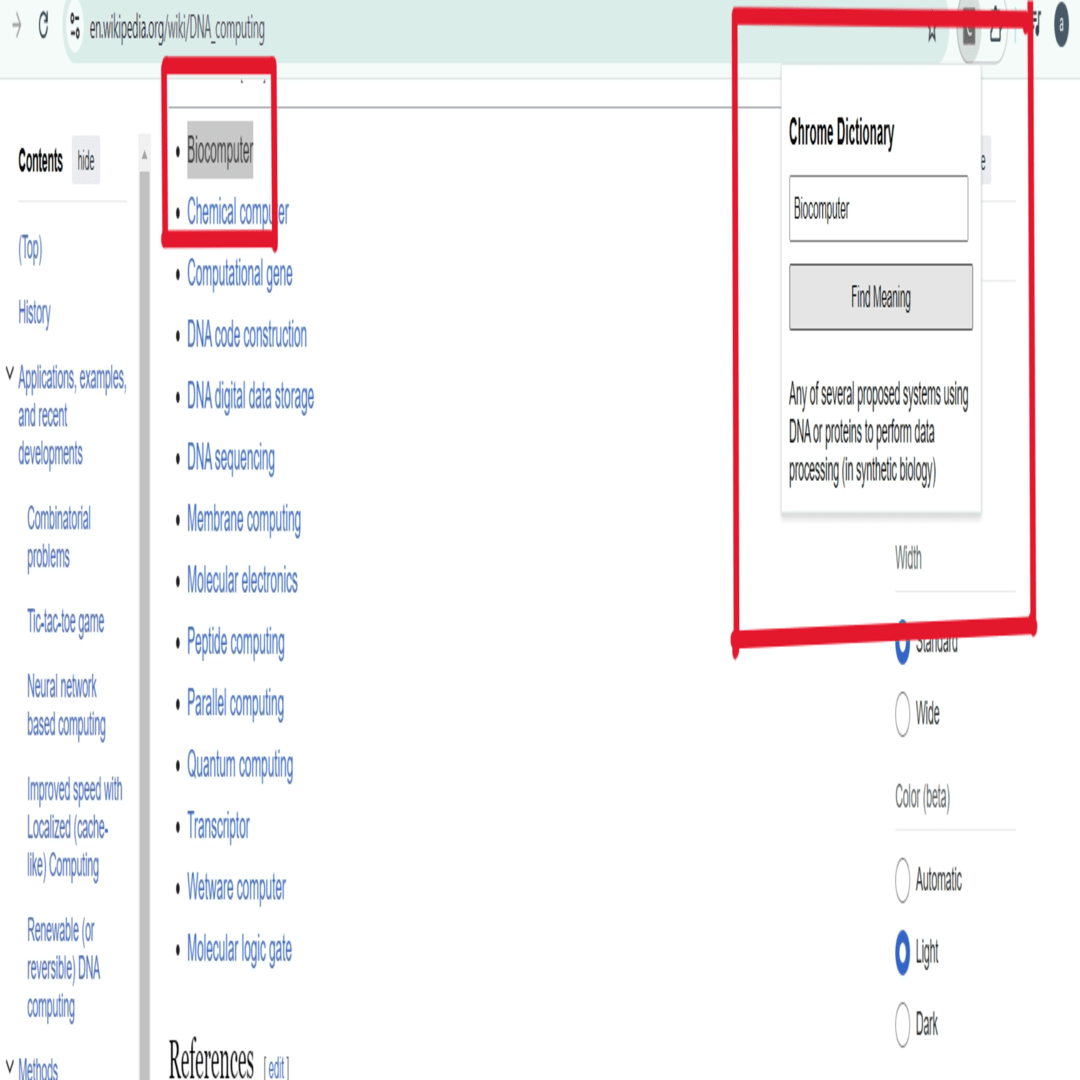 en.wikipedia.org/wiki/DNA_computing
a
Contents
hide
(Top)
History
Applications, examples,
and recent
developments
Combinatorial
problems
Tic-tac-toe game
Neural network
based computing
Improved speed with
Localized (cache-
like) Computing
Renewable (or
reversible) DNA
computing
Methods
Biocomputer
Chemical computer
Computational gene
DNA code construction
DNA digital data storage
DNA sequencing
Membrane computing
Molecular electronics
Peptide computing
Parallel computing
Quantum computing
Transcriptor
Wetware computer
Molecular logic gate
References [ edit ]
Chrome Dictionary
Biocomputer
Find Meaning
Any of several proposed systems using
DNA or proteins to perform data
processing (in synthetic biology)
Width
Standard
Wide
Color (beta)
Automatic
Light
Dark